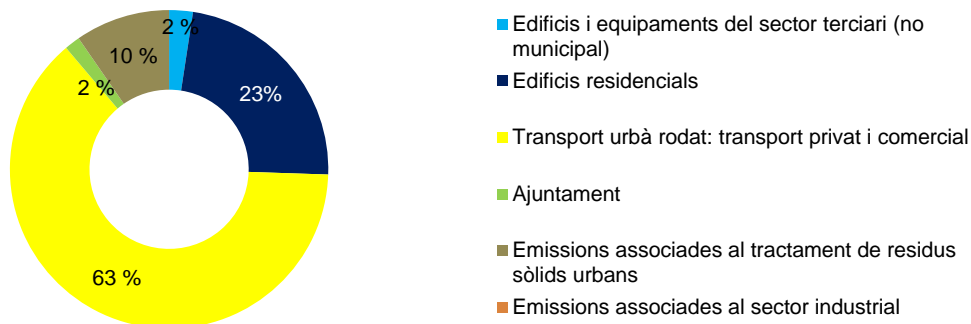 2 %
10 %
2 %
23%
63 %
Edificis i equipaments del sector terciari (no
municipal)
Edificis residencials
Transport urbà rodat: transport privat i comercial
Ajuntament
Emissions associades al tractament de residus
sòlids urbans
Emissions associades al sector industrial